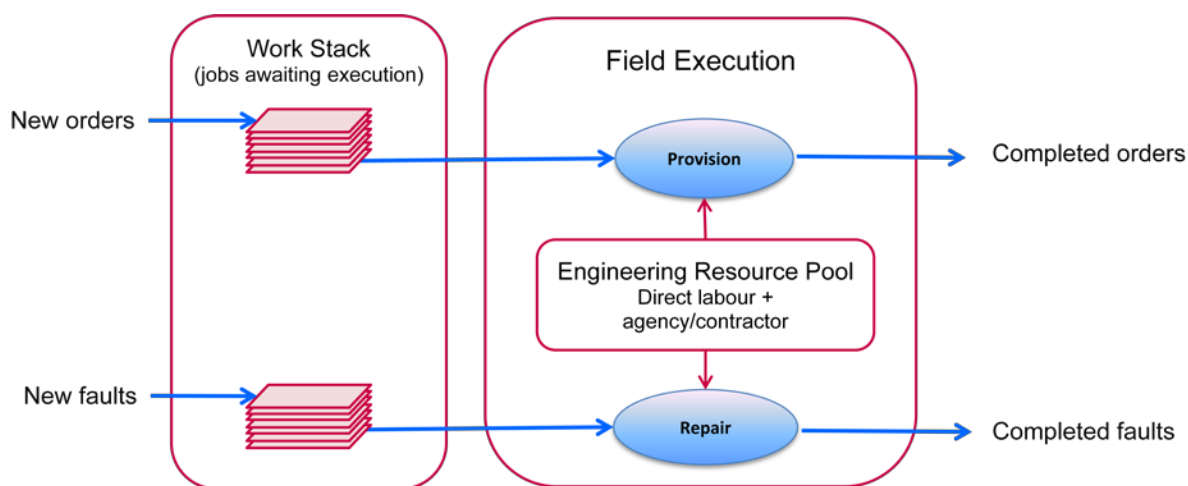 Work Stack
(jobs awaiting execution)
Field Execution
New orders
Provision
Completed orders
Engineering Resource Pool
Direct labour +
agency/contractor
New faults
Repair
Completed faults